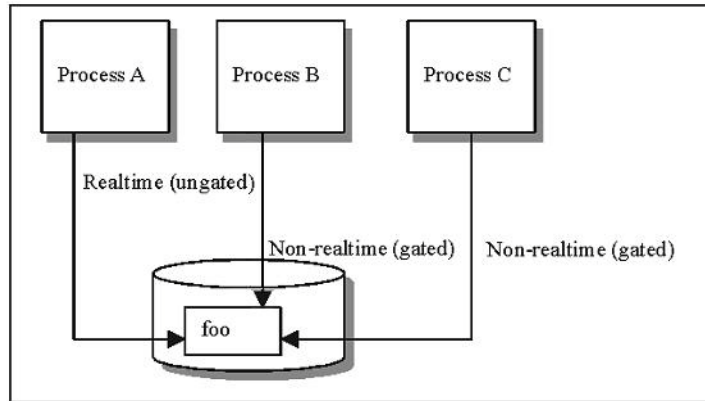 Process A
Process B
Process C
Realtime (ungated)
Non-realtime (gated)
Non-realtime (gated)
foo